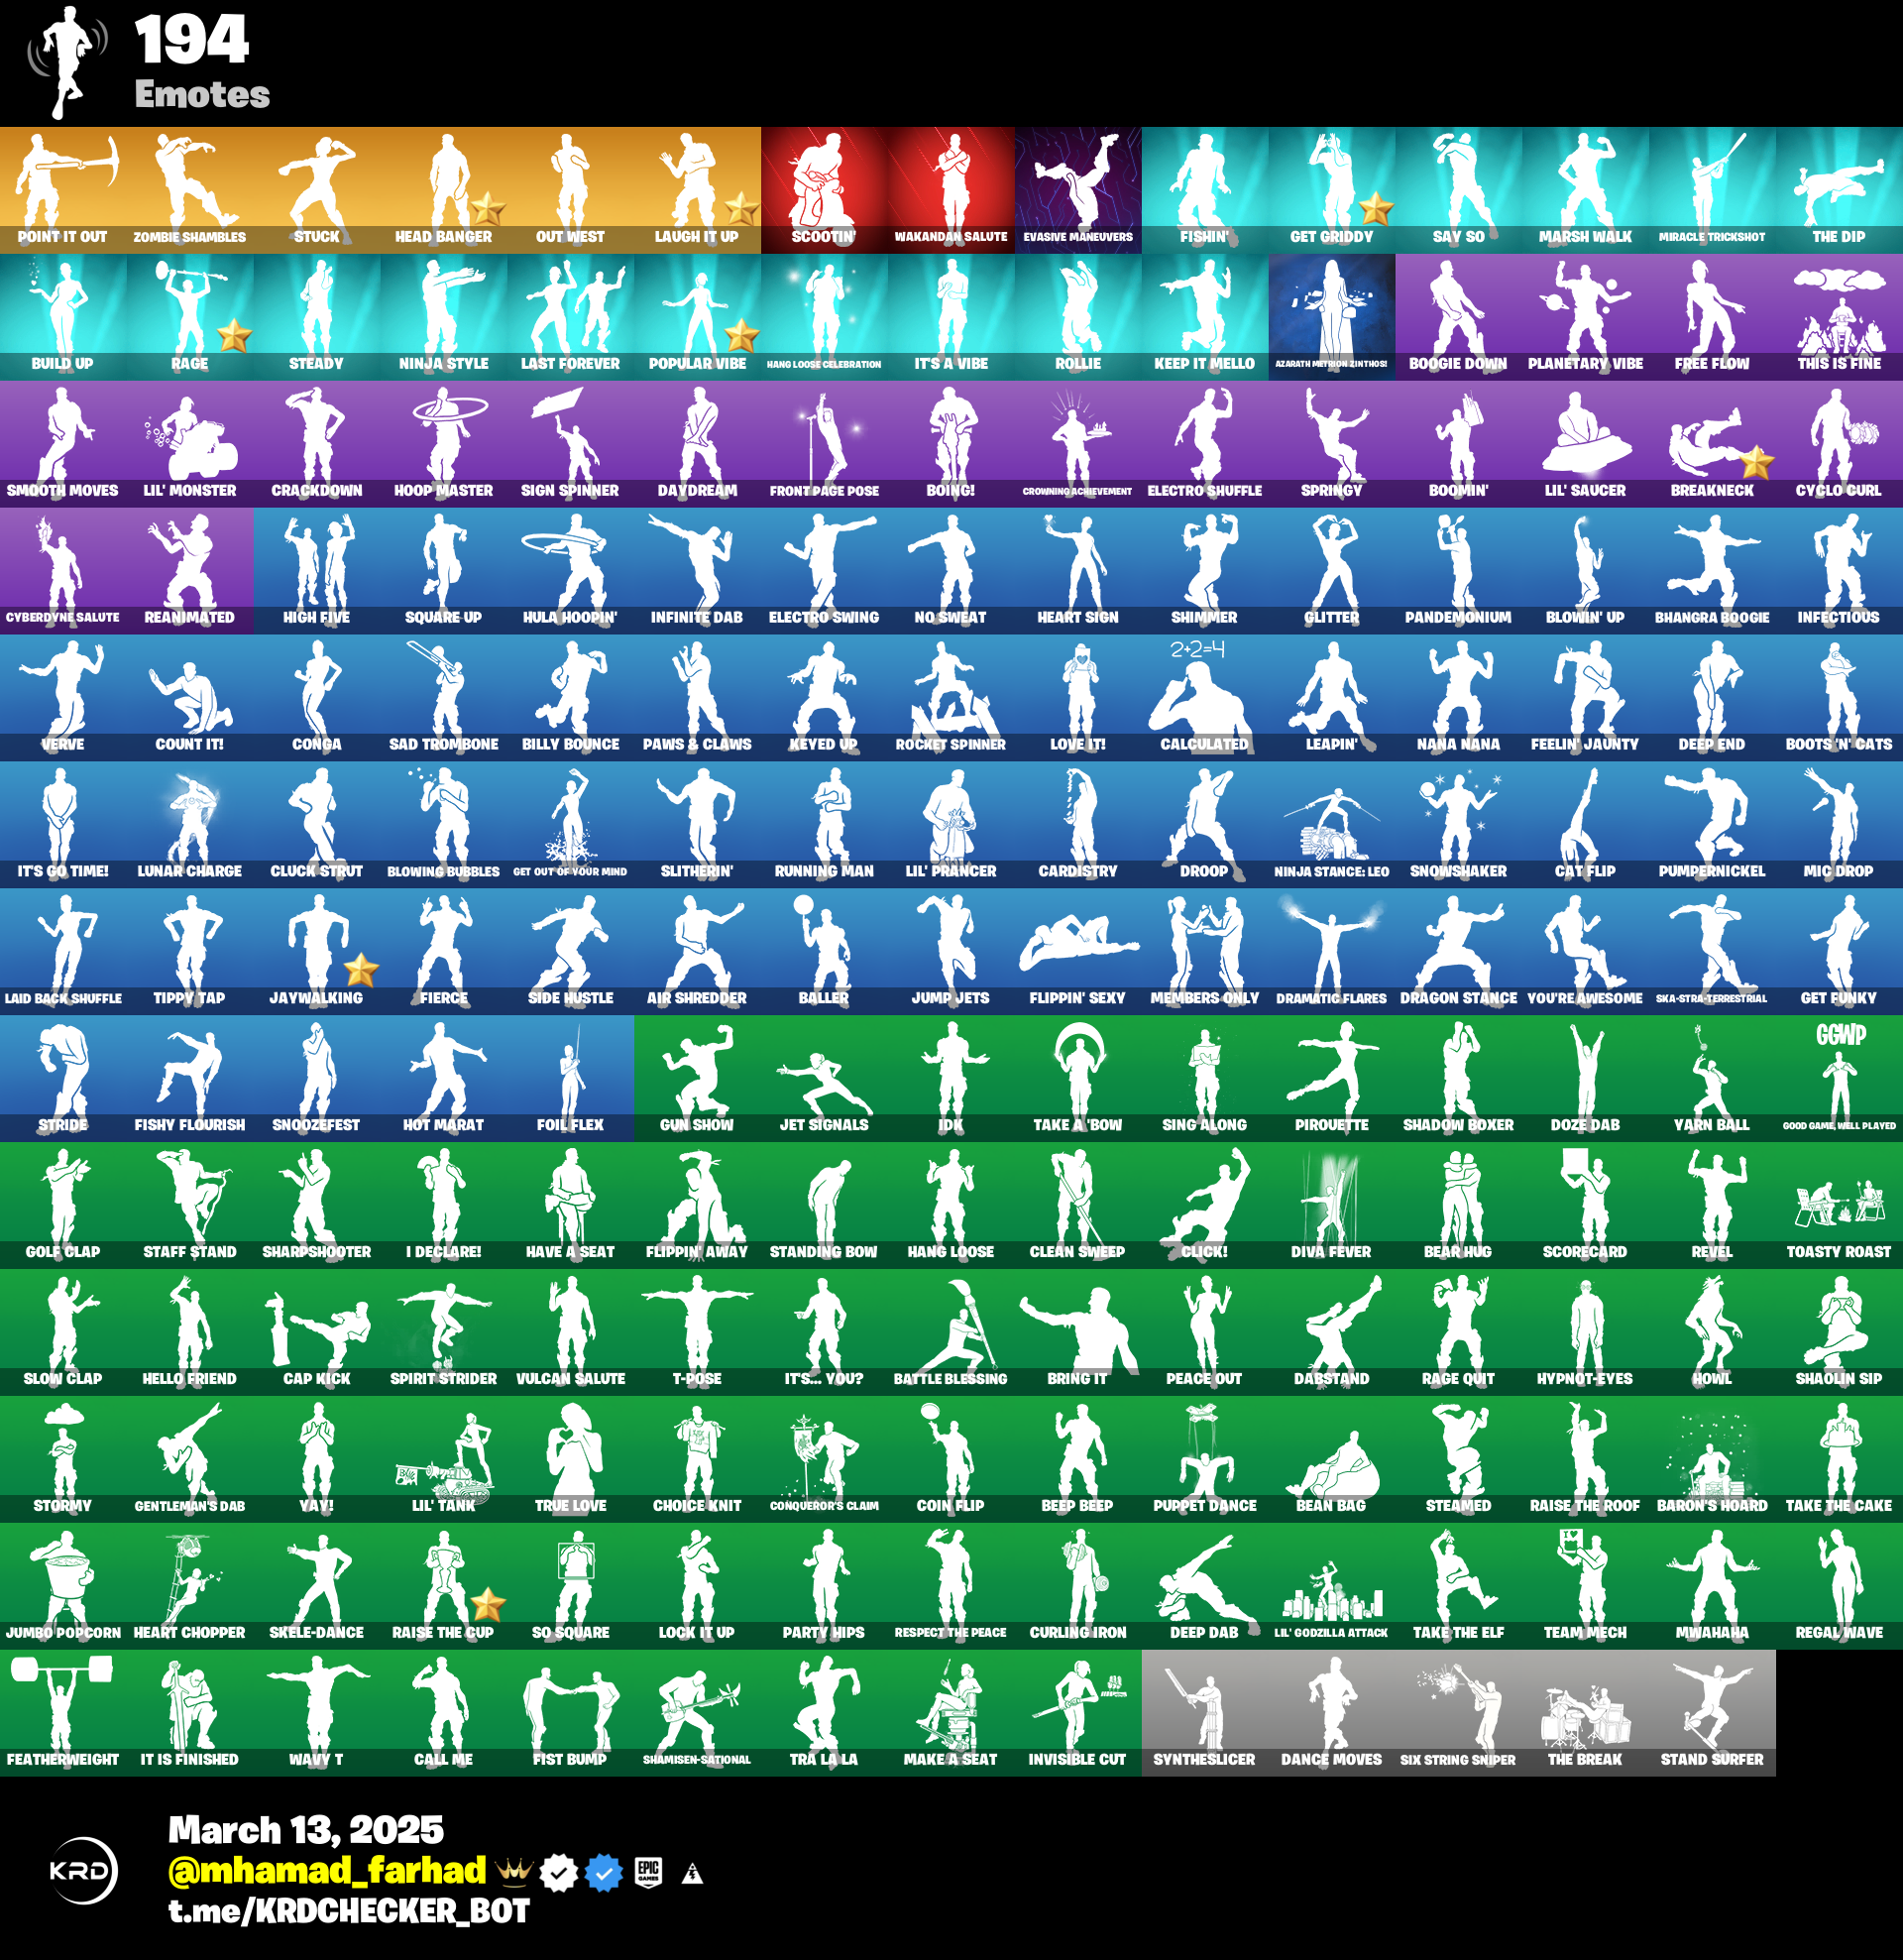 194
Emotes
POINT IT OUT ZOMBIE SHAMBLES STUCK HEAD BANGER OUT WEST LAUGH IT UP SCOOTIN' WAKANDAN SALUTE EVASIVE MANEUVERS FISHIN' GET GRIDDY SAY SO MARSH WALK MIRACLE TRICKSHOT THE DIP
BUILD UP RAGE STEADY NINJA STYLE LAST FOREVER POPULAR VIBE HANG LOOSE CELEBRATION IT'S A VIBE ROLLIE KEEP IT MELLO AZARATH METRION ZINTHOS! BOOGIE DOWN PLANETARY VIBE FREE FLOW THIS IS FINE
SMOOTH MOVES LIL' MONSTER CRACKDOWN HOOP MASTER SIGN SPINNER DAYDREAM FRONT PAGE POSE BOING! CROWNING ACHIEVEMENT ELECTRO SHUFFLE SPRINGY BOOMIN' LIL' SAUCER BREAKNECK CYCLO CURL
CYBERDYNE SALUTE REANIMATED HIGH FIVE SQUARE UP HULA HOOPIN' INFINITE DAB ELECTRO SWING NO SWEAT HEART SIGN SHIMMER GLITTER PANDEMONIUM BLOWIN' UP BHANGRA BOOGIE INFECTIOUS
2+2=4
VERVE COUNT IT! CONGA SAD TROMBONE BILLY BOUNCE PAWS & CLAWS KEYED UP ROCKET SPINNER LOVE IT! CALCULATED LEAPIN' NANA NANA FEELIN' JAUNTY DEEP END BOOTS 'N' CATS
IT'S GO TIME! LUNAR CHARGE CLUCK STRUT BLOWING BUBBLES GET OUT OF YOUR MIND SLITHERIN' RUNNING MAN LIL' PRANCER CARDISTRY DROOP NINJA STANCE: LEO SNOWSHAKER CAT FLIP PUMPERNICKEL MIC DROP
LAID BACK SHUFFLE TIPPY TAP JAYWALKING FIERCE SIDE HUSTLE AIR SHREDDER BALLER JUMP JETS FLIPPIN' SEXY MEMBERS ONLY DRAMATIC FLARES DRAGON STANCE YOU'RE AWESOME SKA-STRA-TERRESTRIAL GET FUNKY
GGWP
STRIDE FISHY FLOURISH SNOOZEFEST HOT MARAT FOIL FLEX GUN SHOW JET SIGNALS IDK TAKE A 'BOW SING ALONG PIROUETTE SHADOW BOXER DOZE DAB YARN BALL GOOD GAME, WELL PLAYED
GOLF CLAP STAFF STAND SHARPSHOOTER I DECLARE! HAVE A SEAT FLIPPIN' AWAY STANDING BOW HANG LOOSE CLEAN SWEEP CLICK! DIVA FEVER BEAR HUG SCORECARD REVEL TOASTY ROAST
SLOW CLAP HELLO FRIEND CAP KICK SPIRIT STRIDER VULCAN SALUTE T-POSE IT'S... YOU? BATTLE BLESSING BRING IT PEACE OUT DABSTAND RAGE QUIT HYPNOT-EYES HOWL SHAOLIN SIP
STORMY GENTLEMAN'S DAB YAY! LIL' TANK TRUE LOVE CHOICE KNIT CONQUEROR'S CLAIM COIN FLIP BEEP BEEP PUPPET DANCE BEAN BAG STEAMED RAISE THE ROOF BARON'S HOARD TAKE THE CAKE
JUMBO POPCORN HEART CHOPPER SKELE-DANCE RAISE THE CUP SO SQUARE LOCK IT UP PARTY HIPS RESPECT THE PEACE CURLING IRON DEEP DAB LIL' GODZILLA ATTACK TAKE THE ELF TEAM MECH MWAHAHA REGAL WAVE
FEATHERWEIGHT IT IS FINISHED WAVY T CALL ME FIST BUMP SHAMISEN-SATIONAL TRA LA LA MAKE A SEAT INVISIBLE CUT SYNTHESLICER DANCE MOVES SIX STRING SNIPER THE BREAK STAND SURFER
March 13, 2025
KRD @mhamad_farhad EPIC GAMES
t.me/KRDCHECKER_BOT